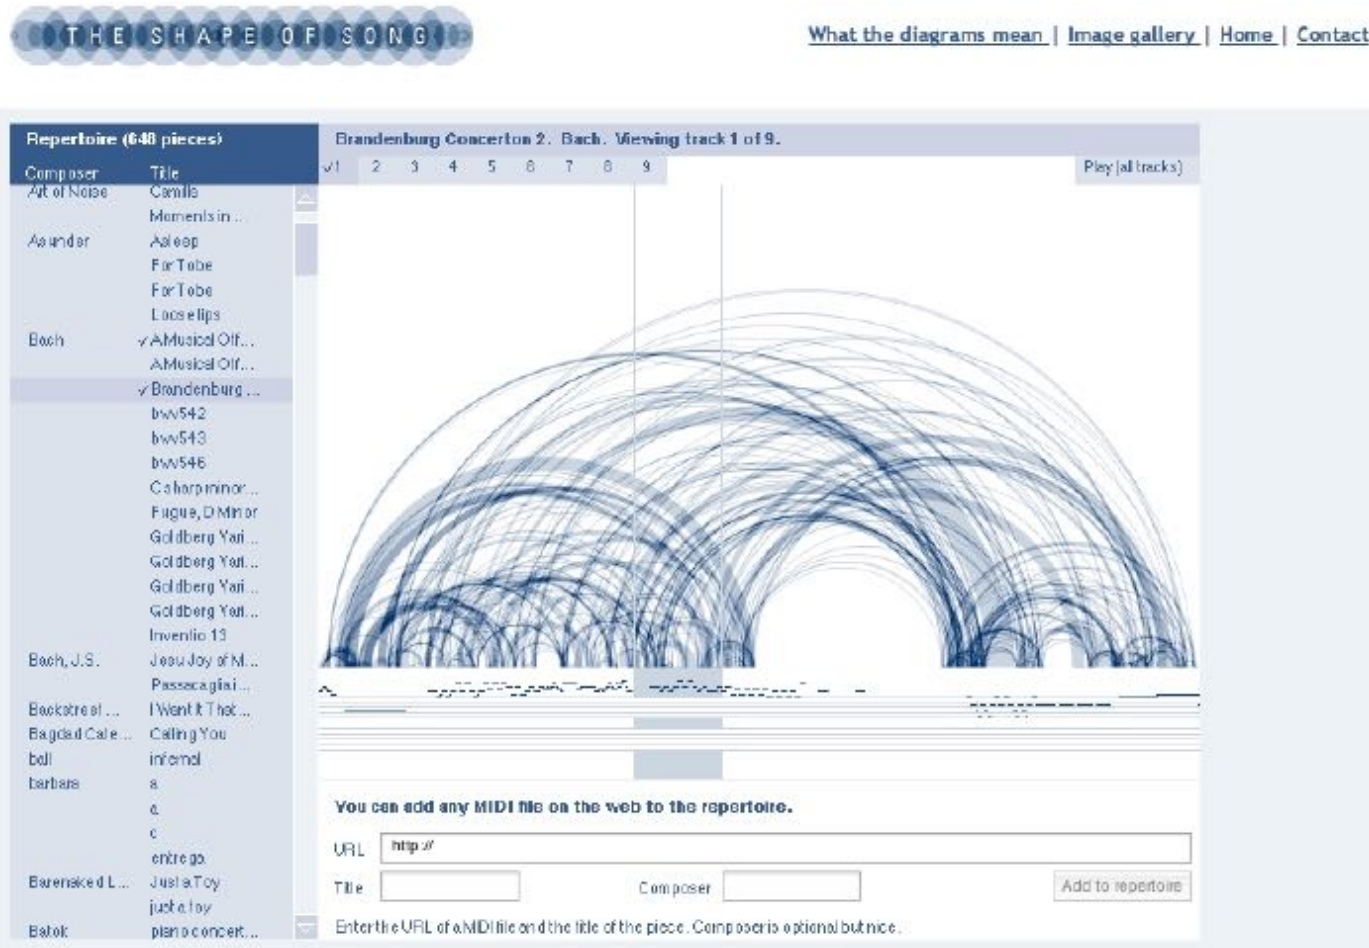 THE SHAPE OF SONG
What the diagrams mean | Image gallery | Home | Contact
Repertoire (648 pieces)
Composer Title
Art of Noise Camilla
Moments in ...
Asunder Asleep
For Tobe
For Tobe
Loose lips
Bach ✓ A Musical Off...
A Musical Off...
✓ Brandenburg ...
bwv542
bwv543
bwv546
C sharp minor...
Fugue, D Minor
Goldberg Vari...
Goldberg Vari...
Goldberg Vari...
Goldberg Vari...
Inventio 13
Bach, J.S. Jesu Joy of M...
Passacaglia i...
Backstreet ... I Want It That ...
Bagdad Cafe ... Calling You
ball infernal
barbara a
a
c
entrega
Barenaked L... Just a Toy
just a toy
Batok piano concert...
Brandenburg Concerton 2. Bach. Viewing track 1 of 9.
✓1 2 3 4 5 6 7 8 9
Play (all tracks)
You can add any MIDI file on the web to the repertoire.
URL http://
Title Composer Add to repertoire
Enter the URL of a MIDI file and the title of the piece. Composer is optional but nice.